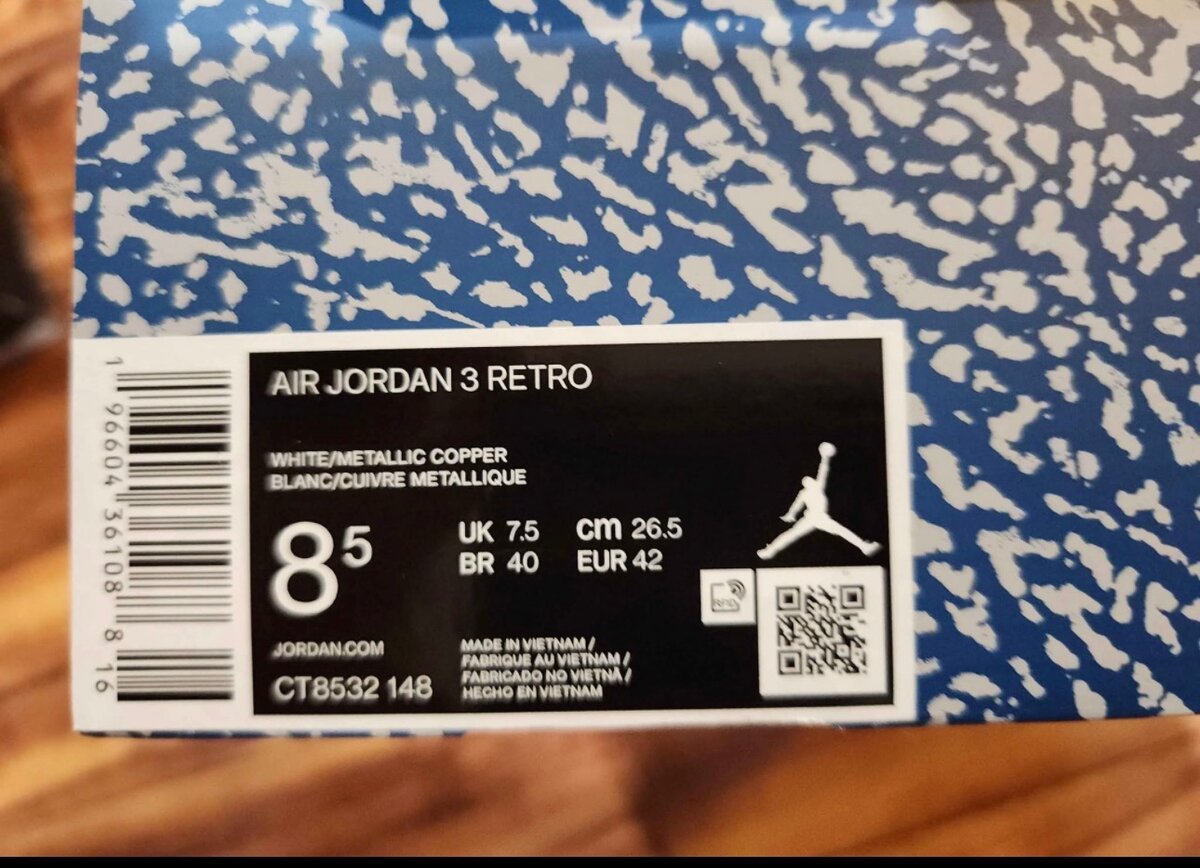 AIR JORDAN 3 RETRO
WHITE/METALLIC COPPER
BLANC/CUIVRE METALLIQUE
8⁵
UK 7.5 cm 26.5
BR 40 EUR 42
RFID
JORDAN.COM
CT8532 148
MADE IN VIETNAM /
FABRIQUE AU VIETNAM /
FABRICADO NO VIETNÃ /
HECHO EN VIETNAM
1 96604 36108 8 16